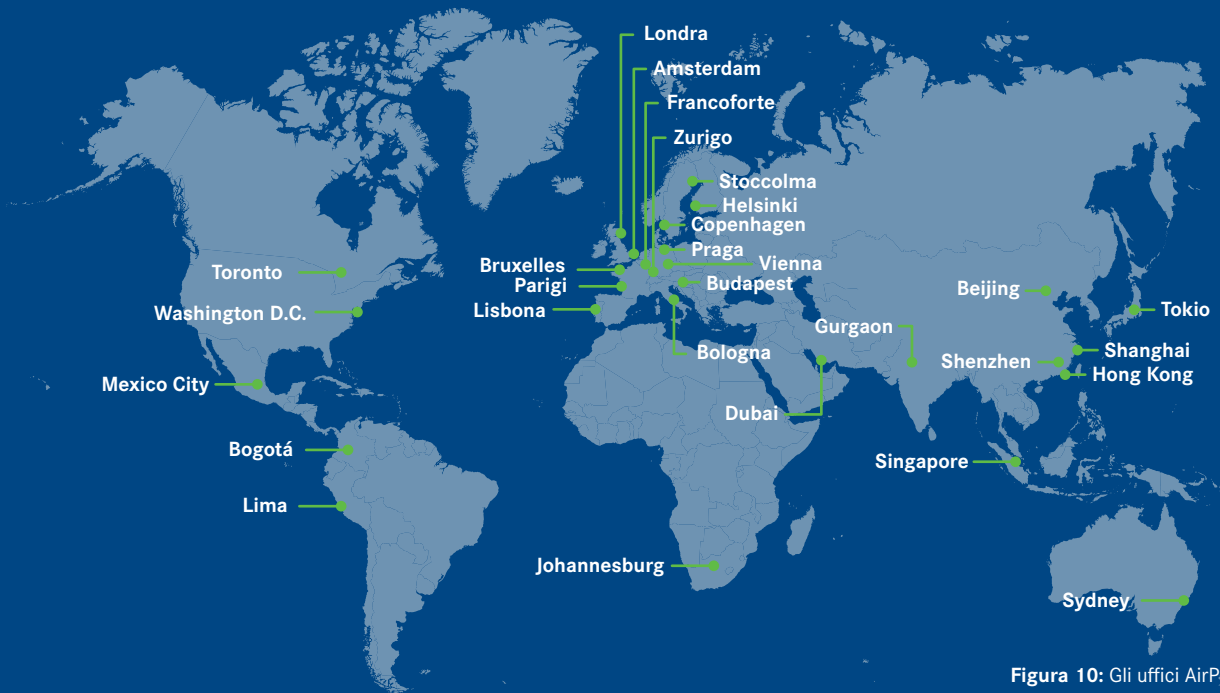 Londra
Amsterdam
Francoforte
Zurigo
Stoccolma
Helsinki
Copenhagen
Praga
Vienna
Budapest
Bruxelles
Parigi
Lisbona
Bologna
Toronto
Washington D.C.
Mexico City
Bogotá
Lima
Johannesburg
Dubai
Gurgaon
Beijing
Tokio
Shanghai
Shenzhen
Hong Kong
Singapore
Sydney
Figura 10: Gli uffici AirP